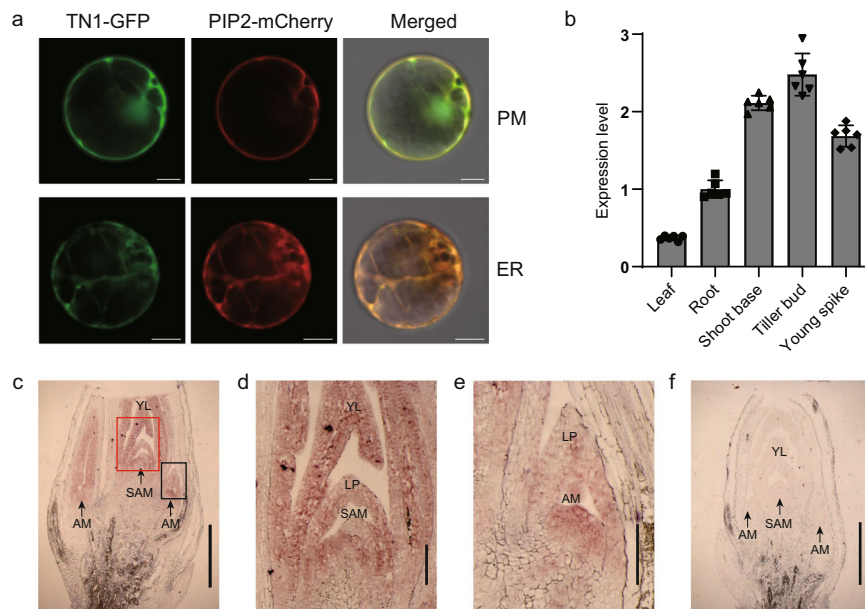 a
TN1-GFP
PIP2-mCherry
Merged
PM
ER
b
Expression level
3
2
1
0
Leaf
Root
Shoot base
Tiller bud
Young spike
c
YL
SAM
AM
AM
d
YL
LP
SAM
e
LP
AM
f
YL
AM
SAM
AM